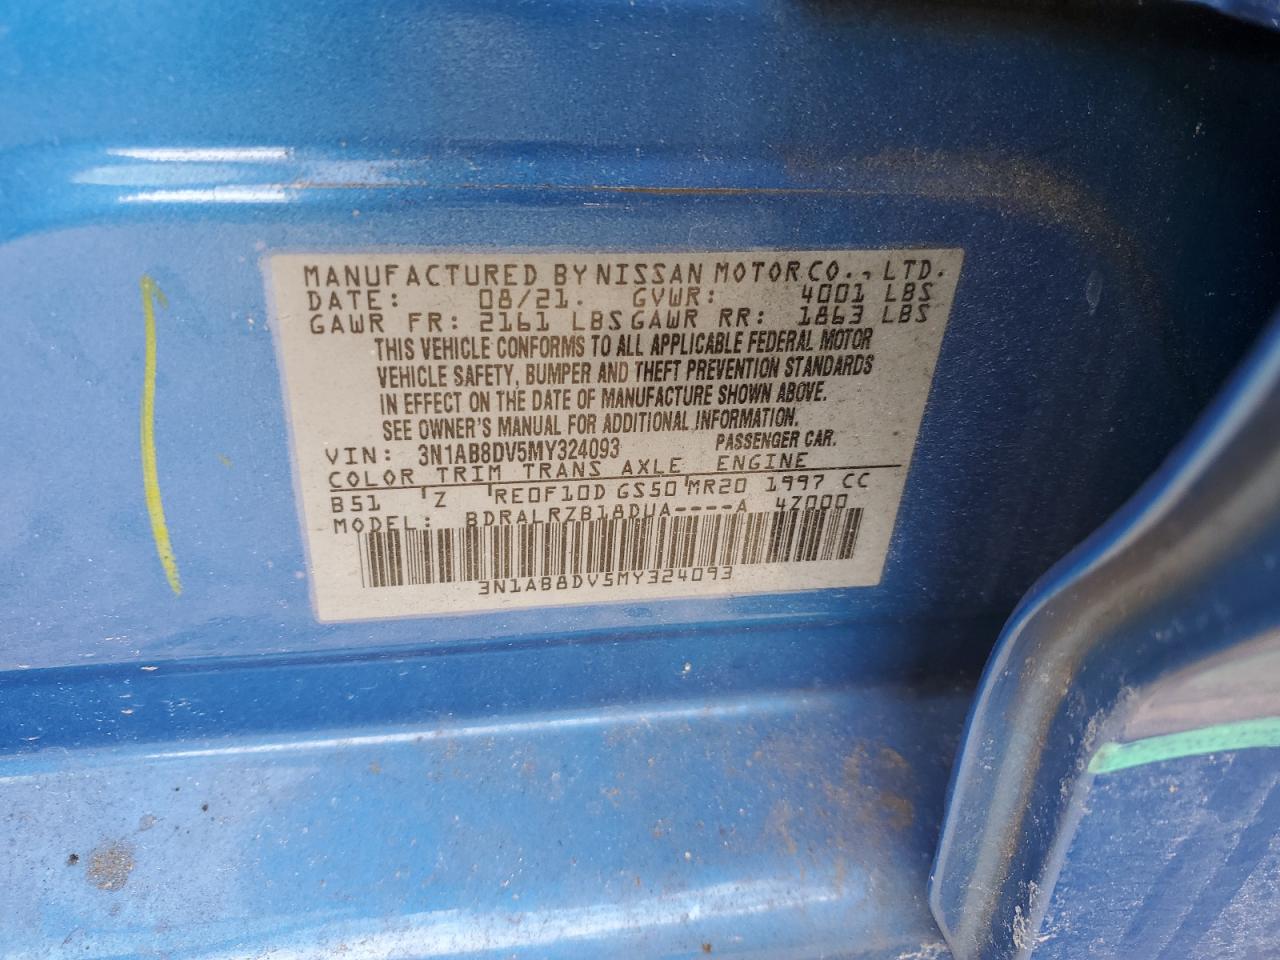 MANUFACTURED BY NISSAN MOTOR CO., LTD.
DATE: 08/21. GVWR: 4001 LBS
GAWR FR: 2161 LBS GAWR RR: 1863 LBS
THIS VEHICLE CONFORMS TO ALL APPLICABLE FEDERAL MOTOR
VEHICLE SAFETY, BUMPER AND THEFT PREVENTION STANDARDS
IN EFFECT ON THE DATE OF MANUFACTURE SHOWN ABOVE.
SEE OWNER'S MANUAL FOR ADDITIONAL INFORMATION.
VIN: 3N1AB8DV5MY324093 PASSENGER CAR.
COLOR TRIM TRANS AXLE ENGINE
B51 Z RE0F10D GS50 MR20 1997 CC
MODEL: BDRALRZB18DUA----A 4Z000
3N1AB8DV5MY324093